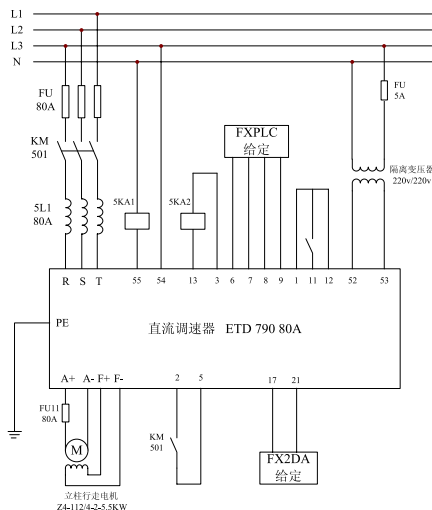 L1
L2
L3
N
FU
80A
FU
5A
KM
501
FXPLC
给定
隔离变压器
220v/220v
5L1
80A
5KA1
5KA2
R S T 55 54 13 3 6 7 8 9 1 11 12 52 53
PE
直流调速器 ETD 790 80A
A+ A- F+ F- 2 5 17 21
FU11
80A
M
KM
501
FX2DA
给定
立柱行走电机
Z4-112/4-2-5.5KW